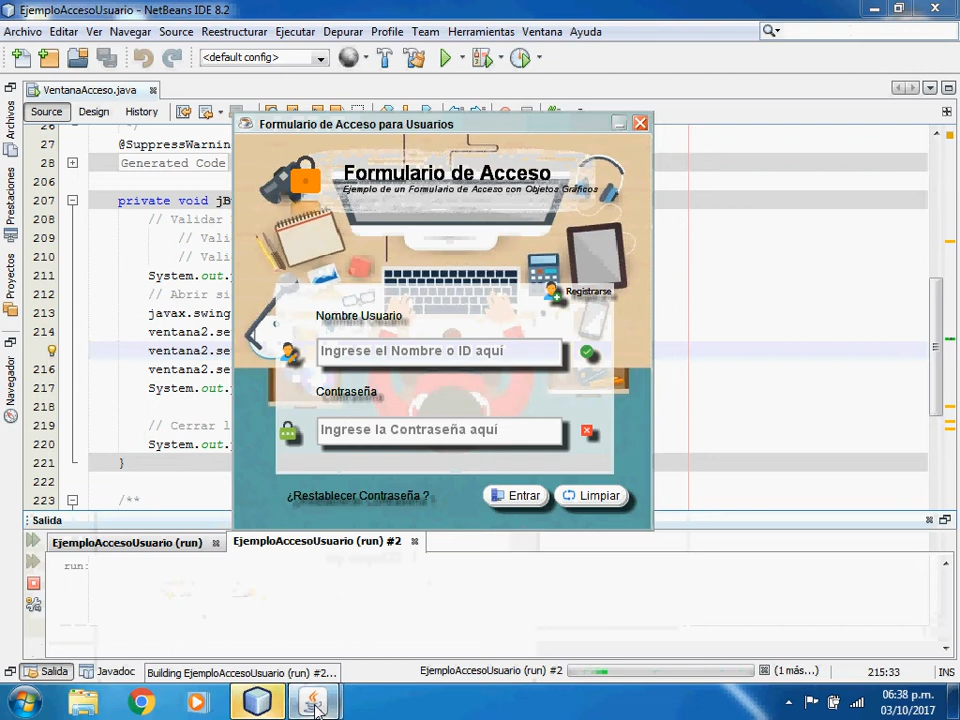 EjemploAccesoUsuario - NetBeans IDE 8.2
Archivo Editar Ver Navegar Source Reestructurar Ejecutar Depurar Profile Team Herramientas Ventana Ayuda
<default config>
VentanaAcceso.java
Source Design History
Archivos
Prestaciones
Proyectos
Navegador
26 */
27 @SuppressWarnin
28 Generated Code
206
207 private void jB
208 // Validar
209 // Vali
210 // Vali
211 System.out.
212 // Abrir si
213 javax.swing
214 ventana2.se
ventana2.se
216 ventana2.se
217 System.out.
218
219 // Cerrar l
220 System.out.
221 }
222
223 /**
Formulario de Acceso para Usuarios
Formulario de Acceso
Ejemplo de un Formulario de Acceso con Objetos Gráficos
Registrarse
Nombre Usuario
Ingrese el Nombre o ID aquí
Contraseña
Ingrese la Contraseña aquí
¿Restablecer Contraseña ?
Entrar
Limpiar
Salida
EjemploAccesoUsuario (run)
EjemploAccesoUsuario (run) #2
run:
Salida
Javadoc
Building EjemploAccesoUsuario (run) #2...
EjemploAccesoUsuario (run) #2
(1 más...)
215:33
INS
06:38 p.m.
03/10/2017